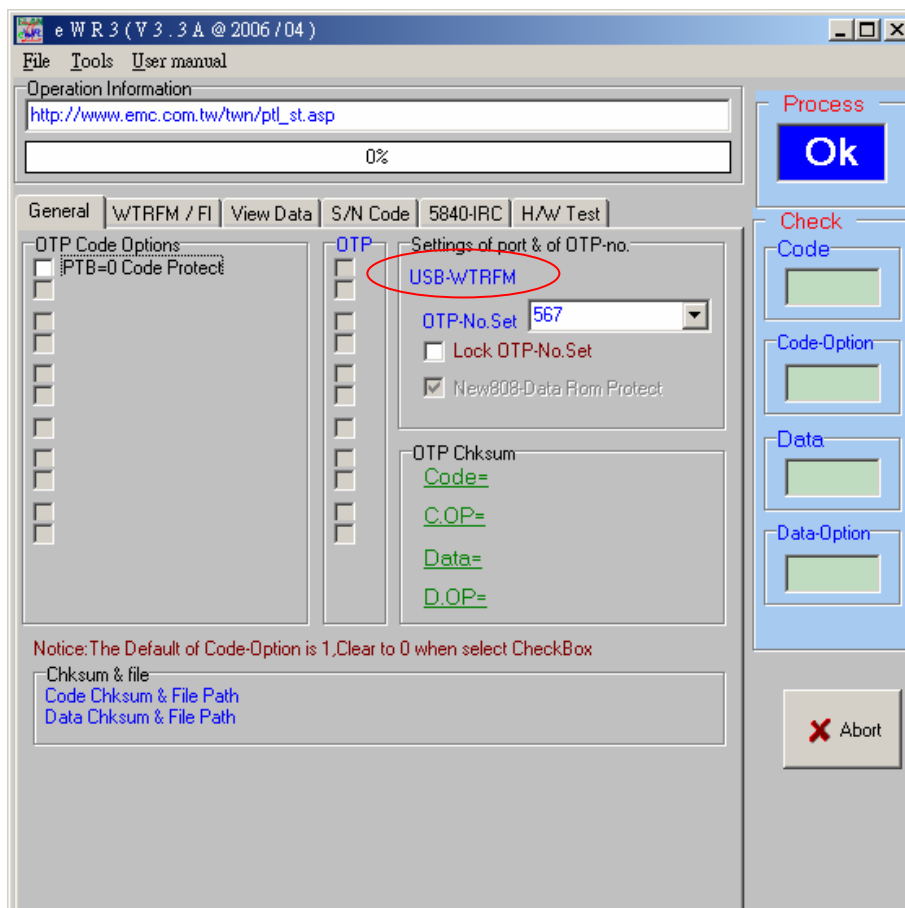 e W R 3 ( V 3 . 3 A @ 2006 / 04 )
File Tools User manual
Operation Information
http://www.emc.com.tw/twn/ptl_st.asp
0%
Process
Ok
General WTRFM / FI View Data S/N Code 5840-IRC H/W Test
OTP Code Options
PTB=0 Code Protect
OTP
Settings of port & of OTP-no.
USB-WTRFM
OTP-No.Set 567
Lock OTP-No.Set
New808-Data Rom Protect
OTP Chksum
Code=
C.OP=
Data=
D.OP=
Check
Code
Code-Option
Data
Data-Option
Notice:The Default of Code-Option is 1,Clear to 0 when select CheckBox
Chksum & file
Code Chksum & File Path
Data Chksum & File Path
Abort